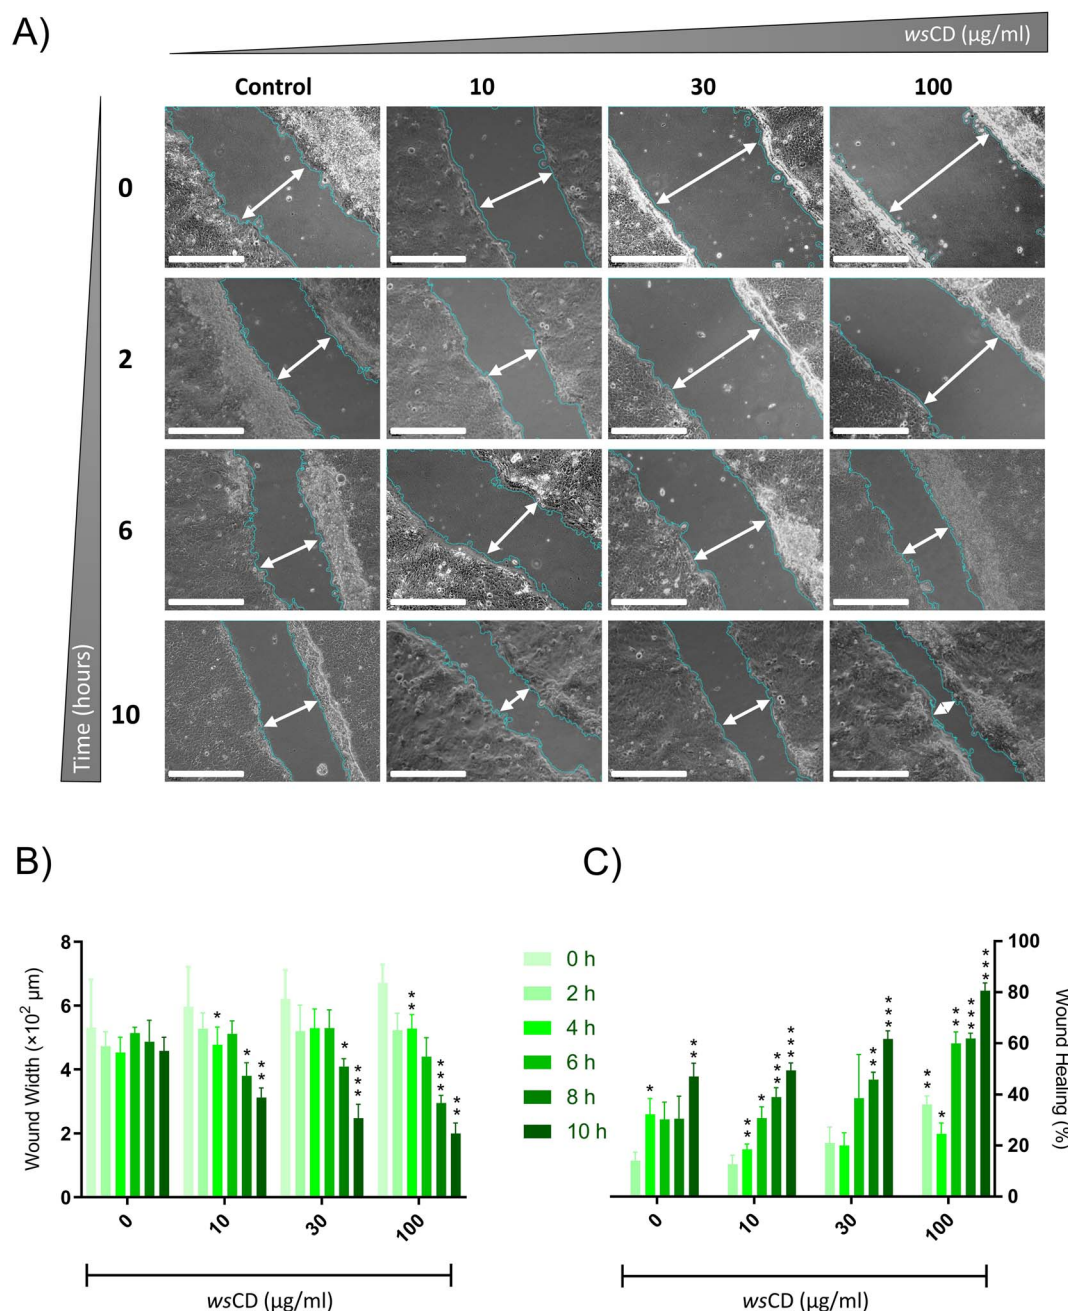 A)
wsCD (µg/ml)
Control 10 30 100
0
2
6
10
Time (hours)
B)
C)
Wound Width (×10² µm)
8
6
4
2
0
0 10 30 100
wsCD (µg/ml)
* * ** * *** ** *** ** 
0 h
2 h
4 h
6 h
8 h
10 h
* ** ** * *** *** ** *** ** * ** *** ***
100
80
60
40
20
0
Wound Healing (%)
0 10 30 100
wsCD (µg/ml)